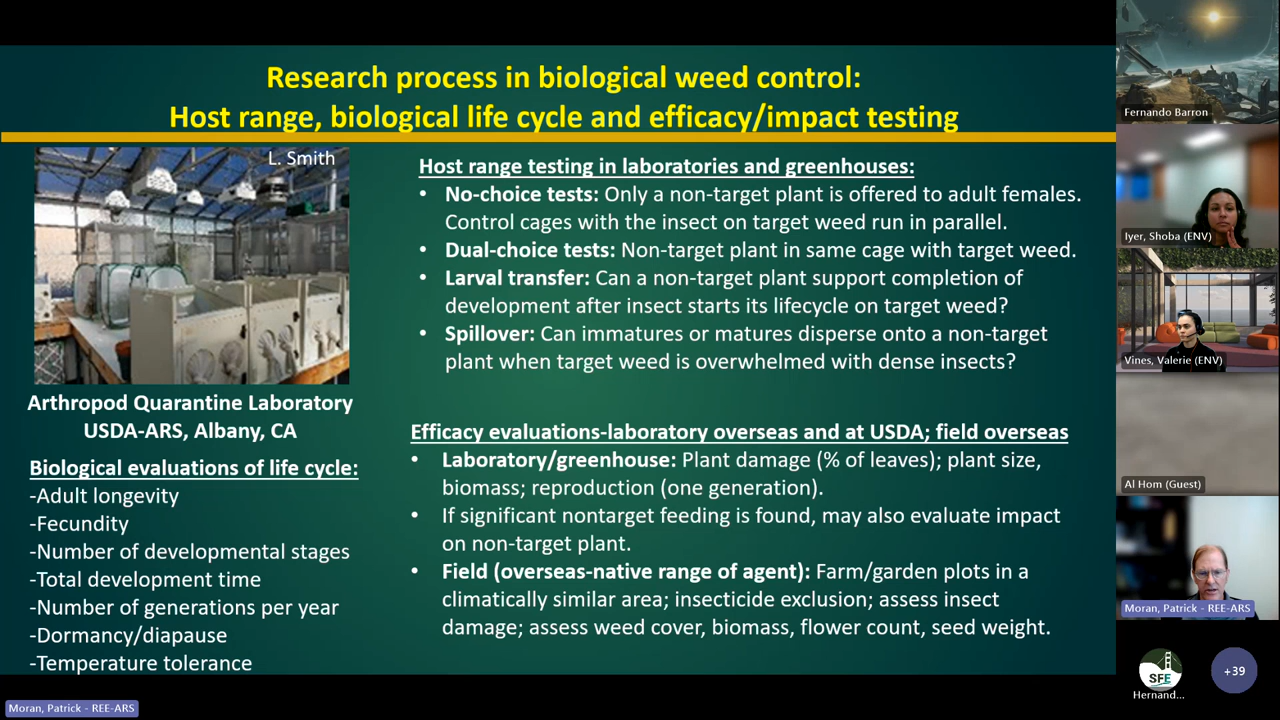 Research process in biological weed control:
Host range, biological life cycle and efficacy/impact testing
L. Smith
Arthropod Quarantine Laboratory
USDA-ARS, Albany, CA
Biological evaluations of life cycle:
-Adult longevity
-Fecundity
-Number of developmental stages
-Total development time
-Number of generations per year
-Dormancy/diapause
-Temperature tolerance
Host range testing in laboratories and greenhouses:
• No-choice tests: Only a non-target plant is offered to adult females.
Control cages with the insect on target weed run in parallel.
• Dual-choice tests: Non-target plant in same cage with target weed.
• Larval transfer: Can a non-target plant support completion of
development after insect starts its lifecycle on target weed?
• Spillover: Can immatures or matures disperse onto a non-target
plant when target weed is overwhelmed with dense insects?
Efficacy evaluations-laboratory overseas and at USDA; field overseas
• Laboratory/greenhouse: Plant damage (% of leaves); plant size,
biomass; reproduction (one generation).
• If significant nontarget feeding is found, may also evaluate impact
on non-target plant.
• Field (overseas-native range of agent): Farm/garden plots in a
climatically similar area; insecticide exclusion; assess insect
damage; assess weed cover, biomass, flower count, seed weight.
Fernando Barron
Iyer, Shoba (ENV)
Vines, Valerie (ENV)
Al Hom (Guest)
Moran, Patrick - REE-ARS
SFE
Hernand...
+39
Moran, Patrick - REE-ARS